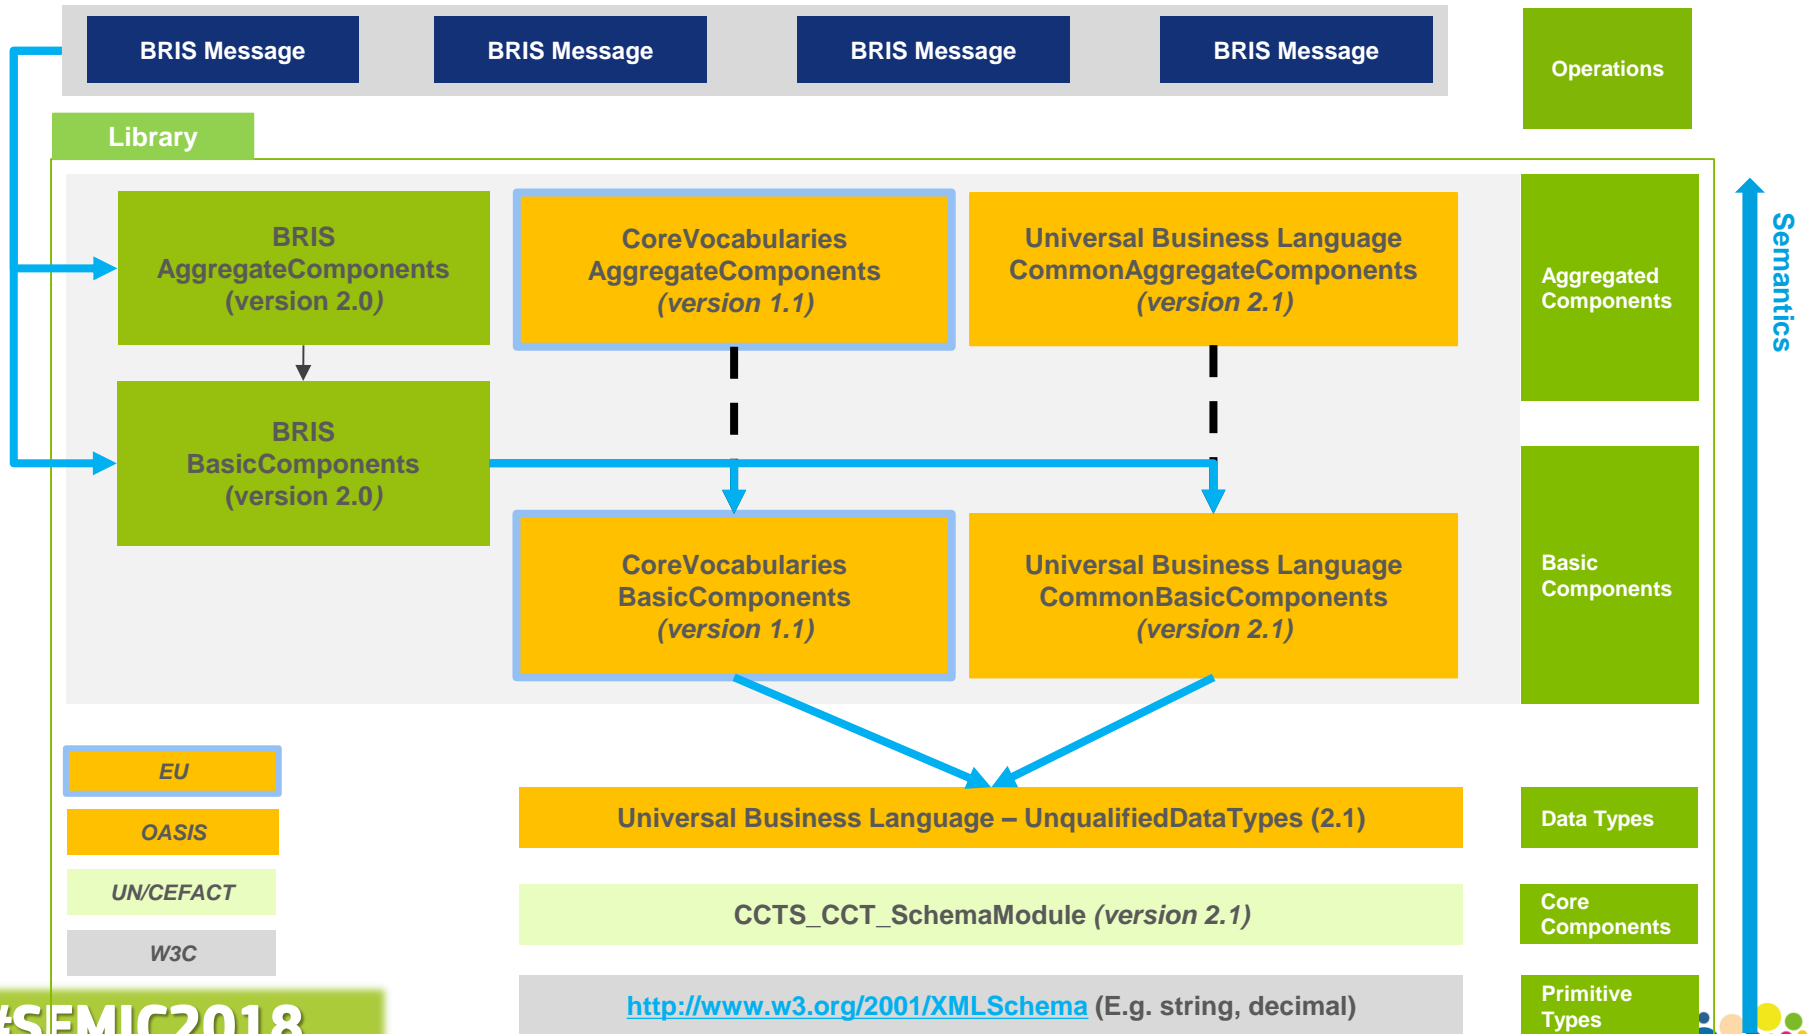 BRIS Message
BRIS Message
BRIS Message
BRIS Message
Operations
Library
BRIS
AggregateComponents
(version 2.0)
CoreVocabularies
AggregateComponents
(version 1.1)
Universal Business Language
CommonAggregateComponents
(version 2.1)
Aggregated
Components
Semantics
BRIS
BasicComponents
(version 2.0)
CoreVocabularies
BasicComponents
(version 1.1)
Universal Business Language
CommonBasicComponents
(version 2.1)
Basic
Components
EU
OASIS
UN/CEFACT
W3C
Universal Business Language – UnqualifiedDataTypes (2.1)
Data Types
CCTS_CCT_SchemaModule (version 2.1)
Core
Components
http://www.w3.org/2001/XMLSchema (E.g. string, decimal)
Primitive
Types
#SEMIC2018